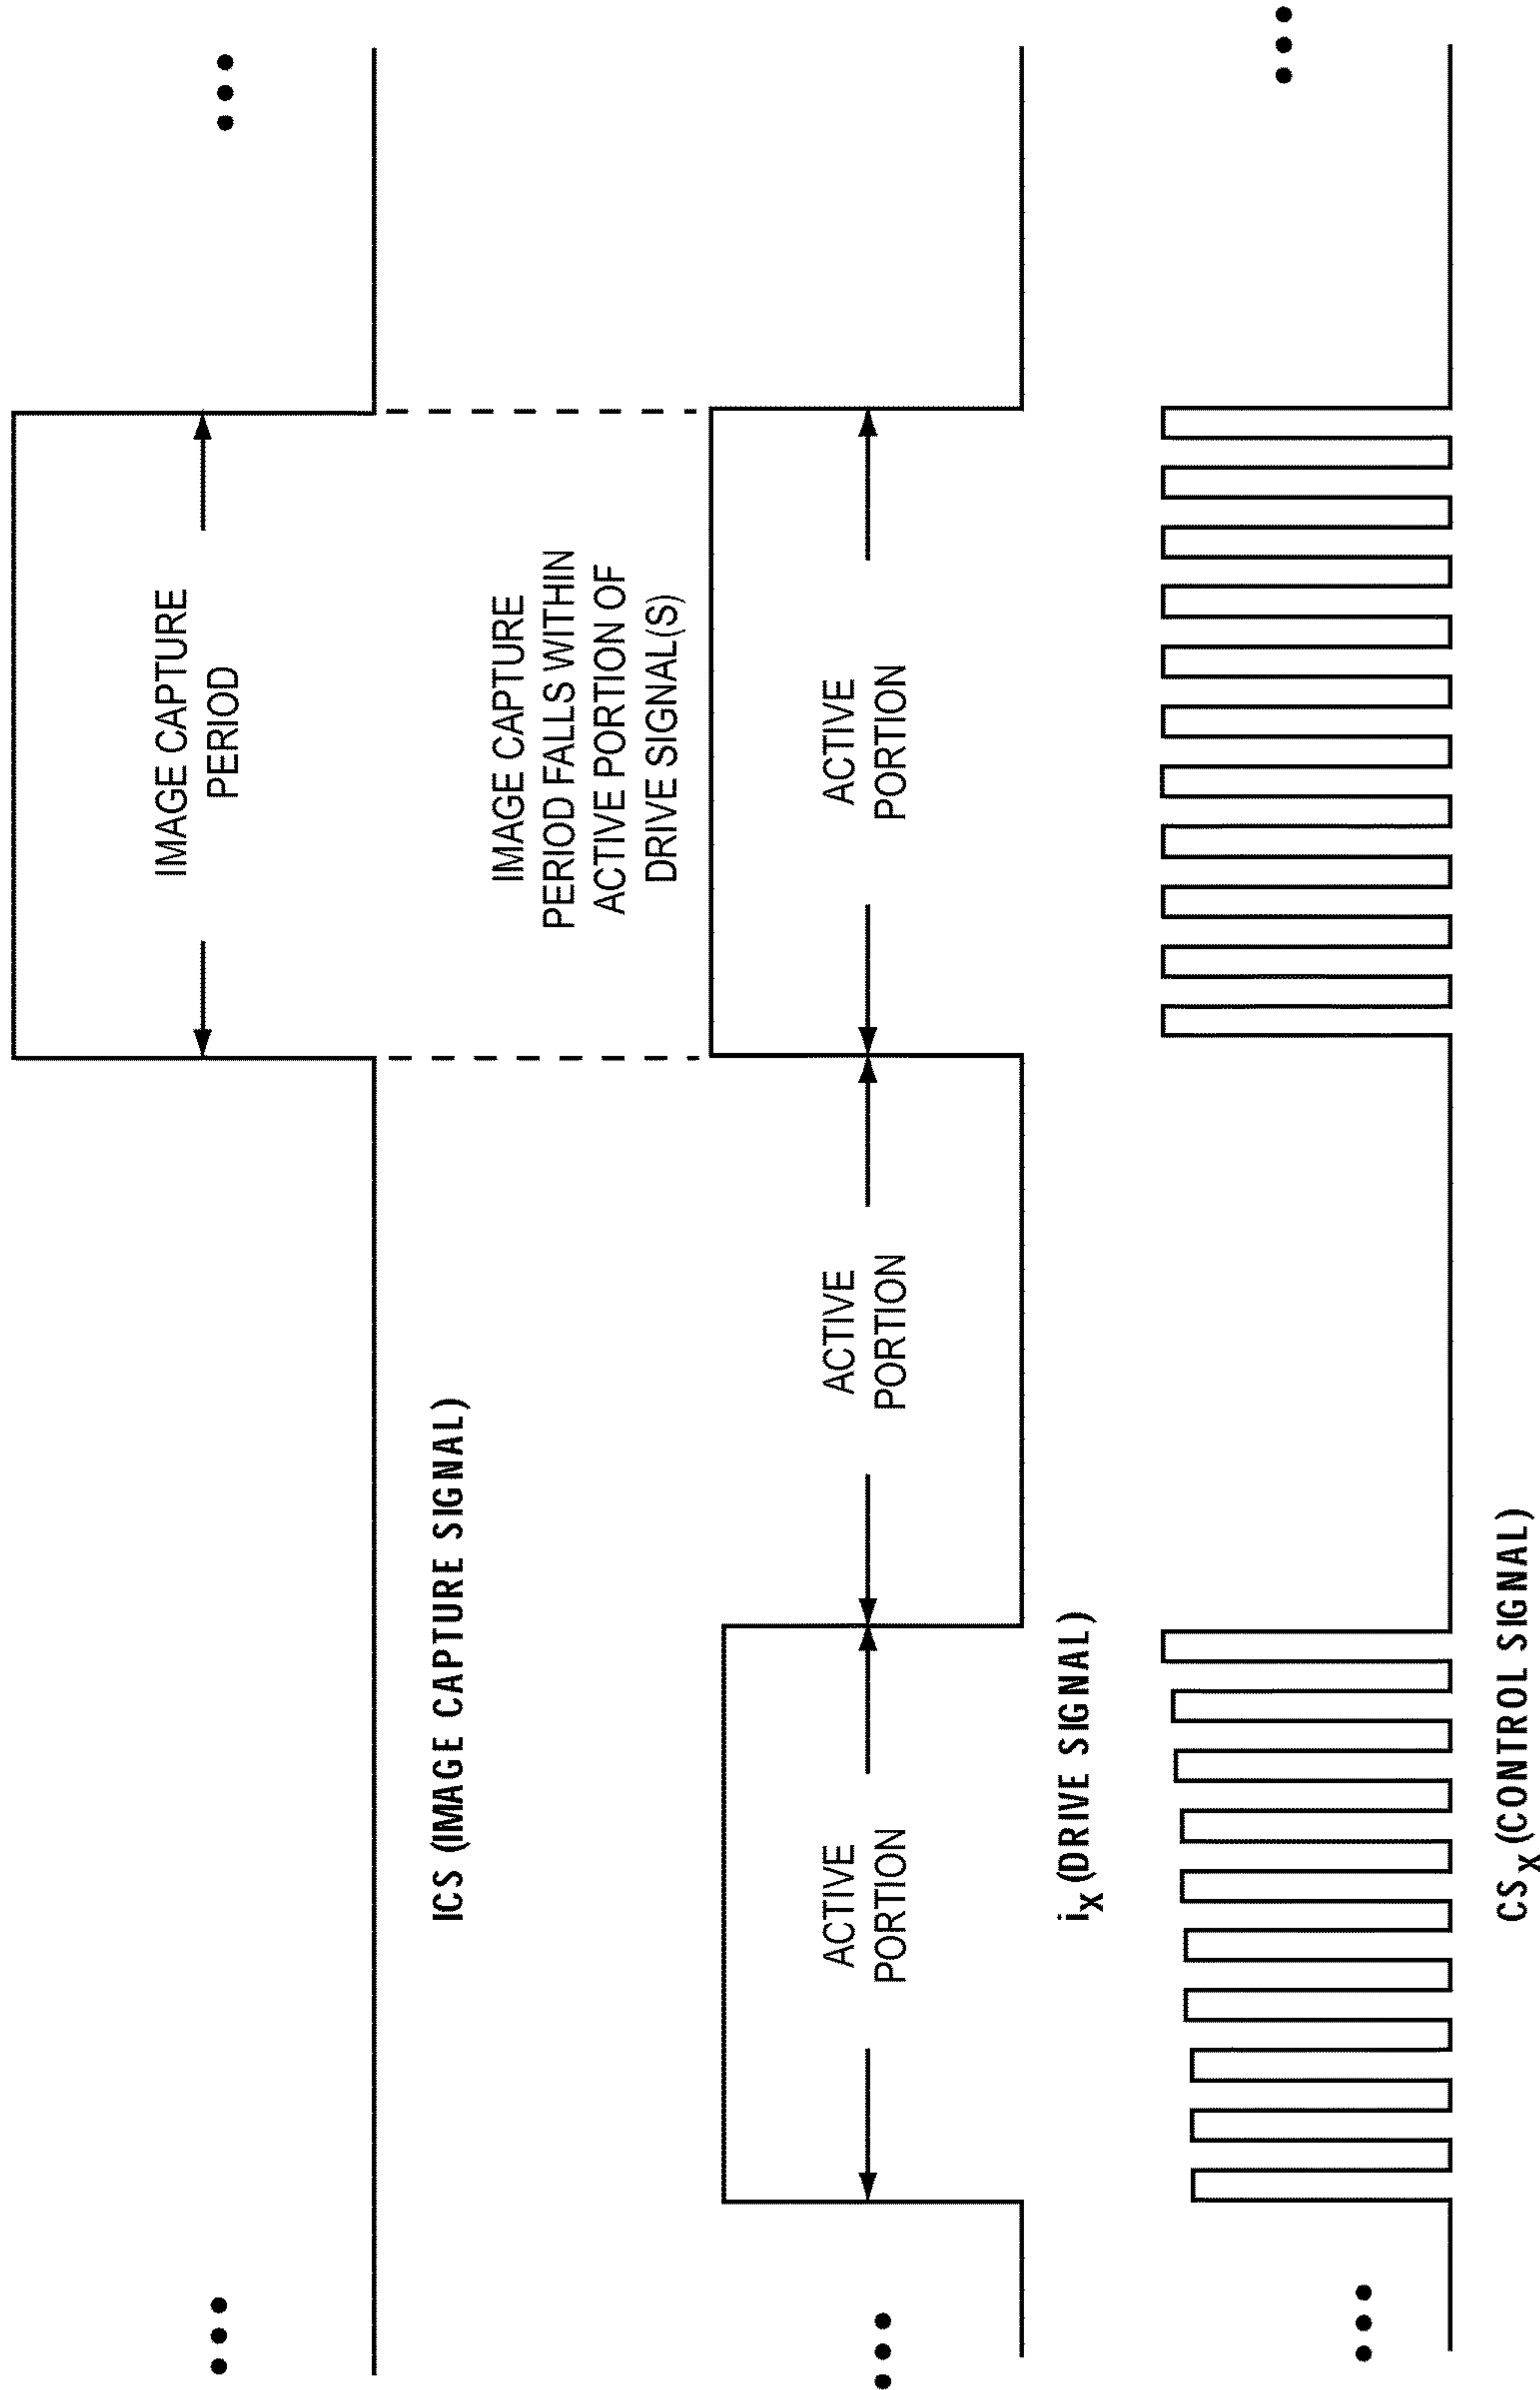 IMAGE CAPTURE
PERIOD
ICS (IMAGE CAPTURE SIGNAL)
IMAGE CAPTURE
PERIOD FALLS WITHIN
ACTIVE PORTION OF
DRIVE SIGNAL(S)
ACTIVE
PORTION
ACTIVE
PORTION
ACTIVE
PORTION
iX (DRIVE SIGNAL)
CSX (CONTROL SIGNAL)